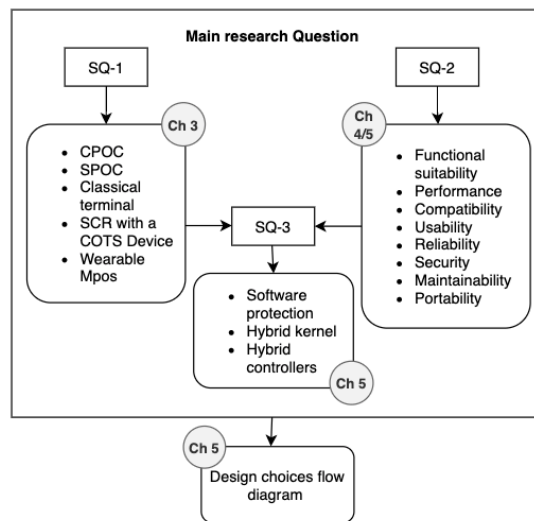 Main research Question
SQ-1
SQ-2
Ch 3
CPOC
SPOC
Classical
terminal
SCR with a
COTS Device
Wearable
Mpos
Ch
4/5
Functional
suitability
Performance
Compatibility
Usability
Reliability
Security
Maintainability
Portability
SQ-3
Software
protection
Hybrid kernel
Hybrid
controllers
Ch 5
Ch 5
Design choices flow
diagram